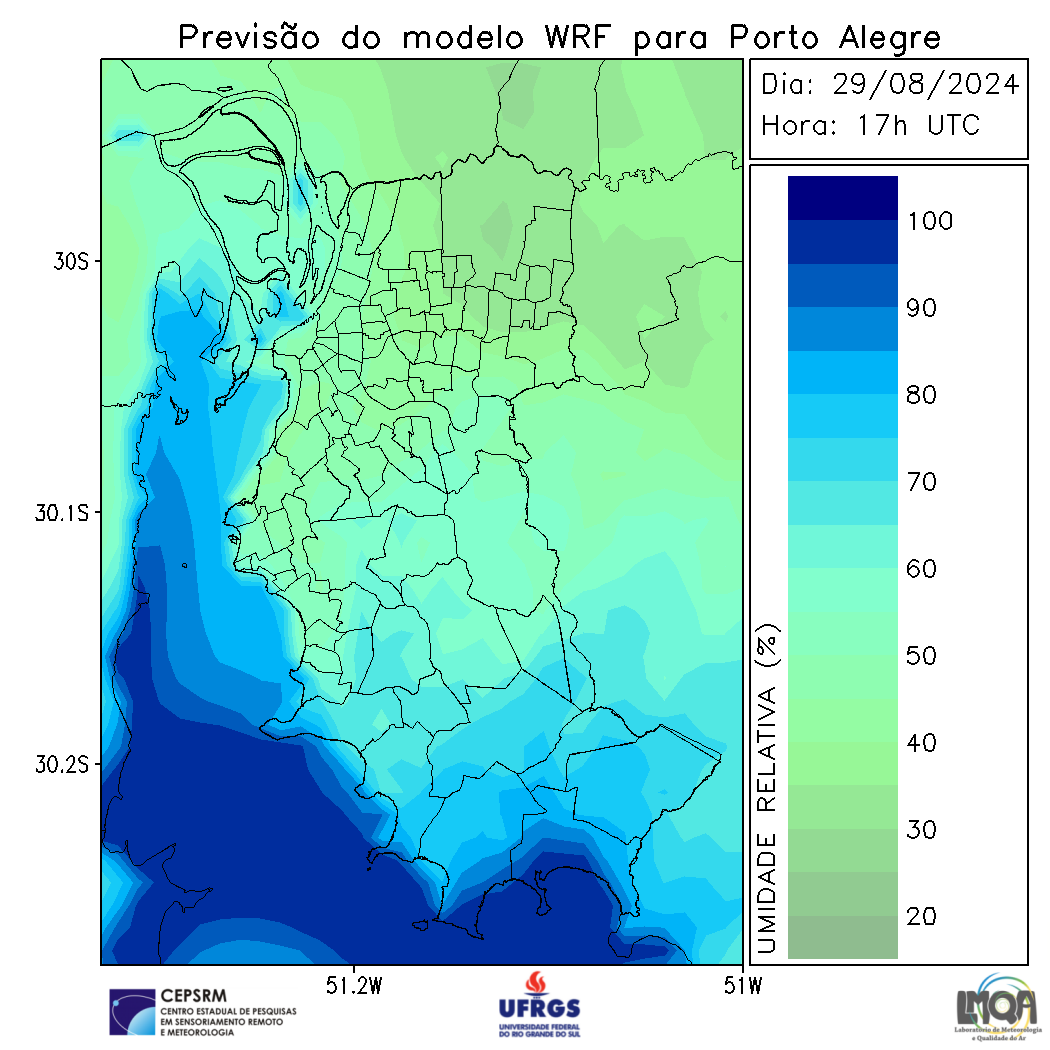 Previsão do modelo WRF para Porto Alegre
Dia: 29/08/2024
Hora: 17h UTC
30S
30.1S
30.2S
51.2W
51W
100
90
80
70
60
50
40
30
20
UMIDADE RELATIVA (%)
CEPSRM
CENTRO ESTADUAL DE PESQUISAS
EM SENSORIAMENTO REMOTO
E METEOROLOGIA
UFRGS
UNIVERSIDADE FEDERAL
DO RIO GRANDE DO SUL
LMQA
Laboratório de Meteorologia
e Qualidade do Ar